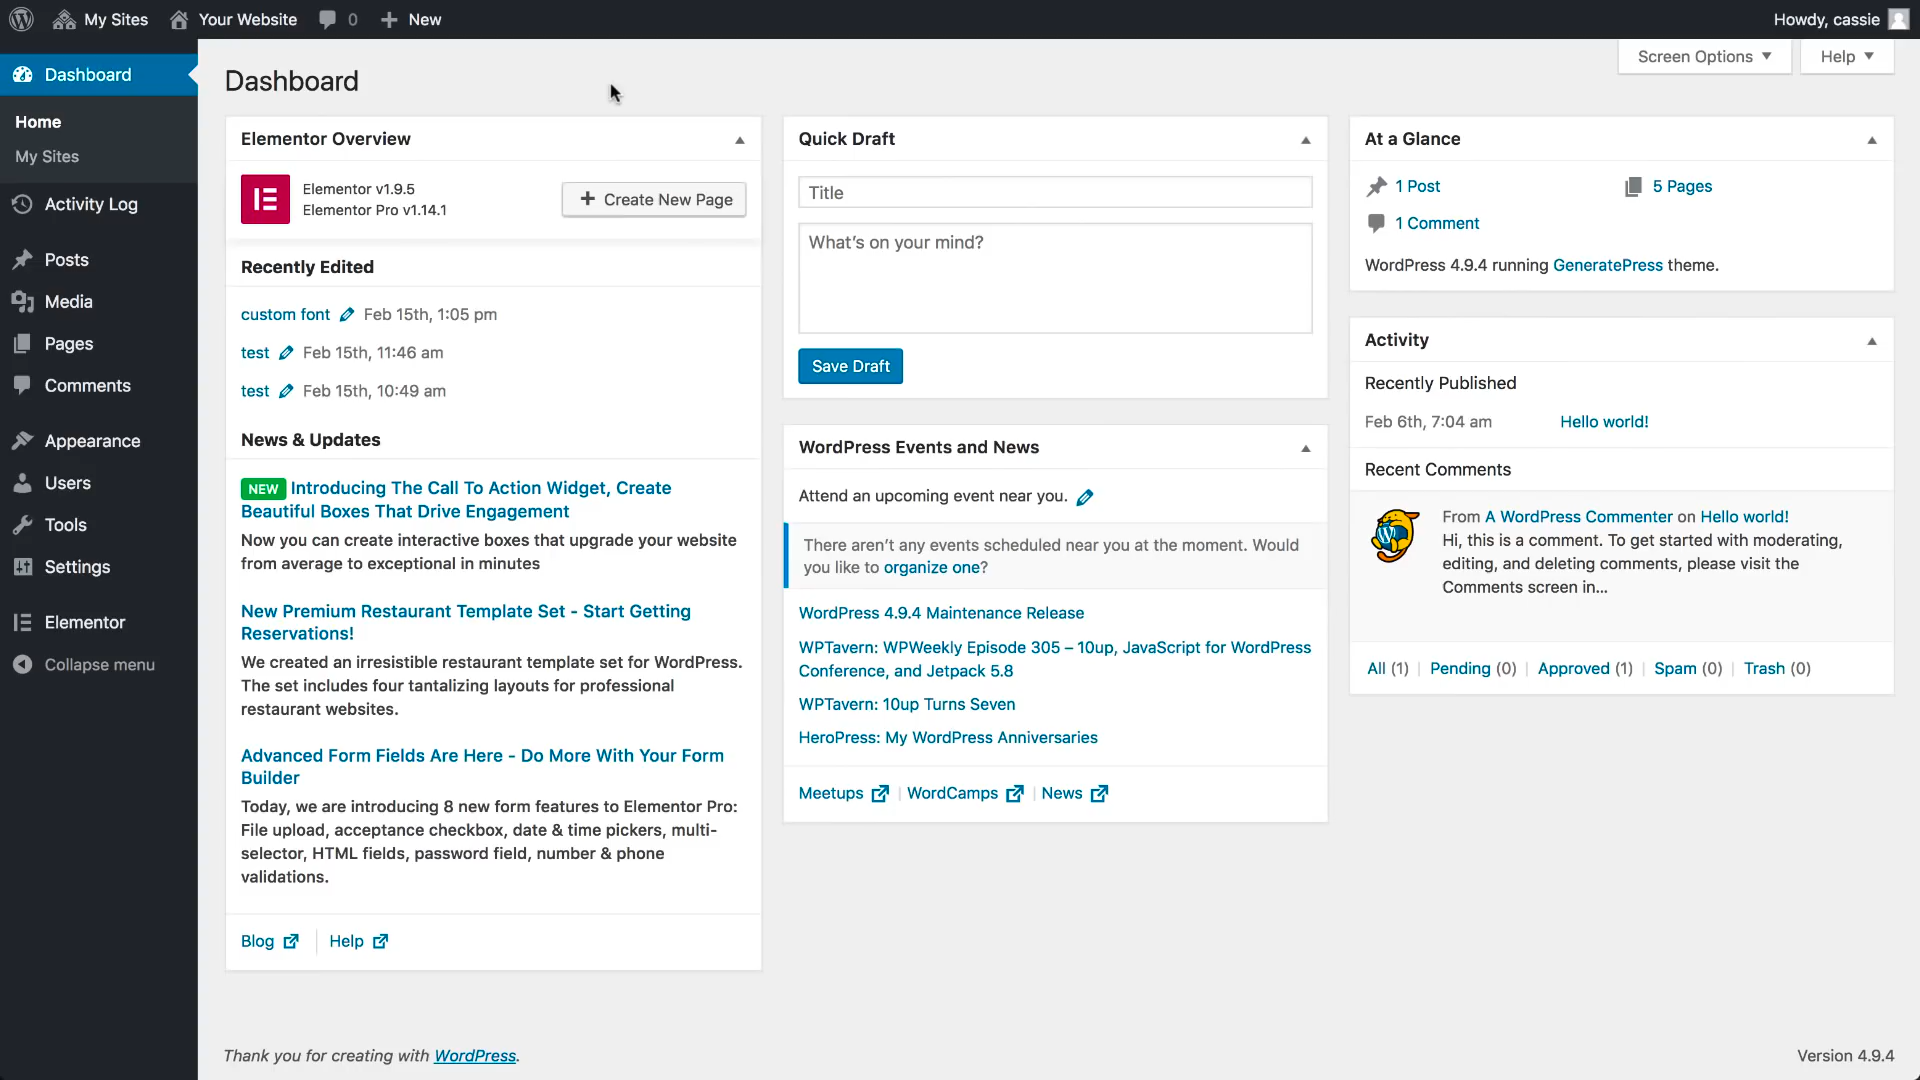 My Sites
Your Website
0
New
Howdy, cassie
Screen Options
Help
Dashboard
Home
My Sites
Activity Log
Posts
Media
Pages
Comments
Appearance
Users
Tools
Settings
Elementor
Collapse menu
Dashboard
Elementor Overview
Elementor v1.9.5
Elementor Pro v1.14.1
Create New Page
Recently Edited
custom font Feb 15th, 1:05 pm
test Feb 15th, 11:46 am
test Feb 15th, 10:49 am
News & Updates
NEW Introducing The Call To Action Widget, Create
Beautiful Boxes That Drive Engagement
Now you can create interactive boxes that upgrade your website
from average to exceptional in minutes
New Premium Restaurant Template Set - Start Getting
Reservations!
We created an irresistible restaurant template set for WordPress.
The set includes four tantalizing layouts for professional
restaurant websites.
Advanced Form Fields Are Here - Do More With Your Form
Builder
Today, we are introducing 8 new form features to Elementor Pro:
File upload, acceptance checkbox, date & time pickers, multi-
selector, HTML fields, password field, number & phone
validations.
Blog
Help
Quick Draft
Title
What's on your mind?
Save Draft
WordPress Events and News
Attend an upcoming event near you.
There aren't any events scheduled near you at the moment. Would
you like to organize one?
WordPress 4.9.4 Maintenance Release
WPTavern: WPWeekly Episode 305 – 10up, JavaScript for WordPress
Conference, and Jetpack 5.8
WPTavern: 10up Turns Seven
HeroPress: My WordPress Anniversaries
Meetups | WordCamps | News
At a Glance
1 Post
5 Pages
1 Comment
WordPress 4.9.4 running GeneratePress theme.
Activity
Recently Published
Feb 6th, 7:04 am Hello world!
Recent Comments
From A WordPress Commenter on Hello world!
Hi, this is a comment. To get started with moderating,
editing, and deleting comments, please visit the
Comments screen in...
All (1) | Pending (0) | Approved (1) | Spam (0) | Trash (0)
Thank you for creating with WordPress.
Version 4.9.4